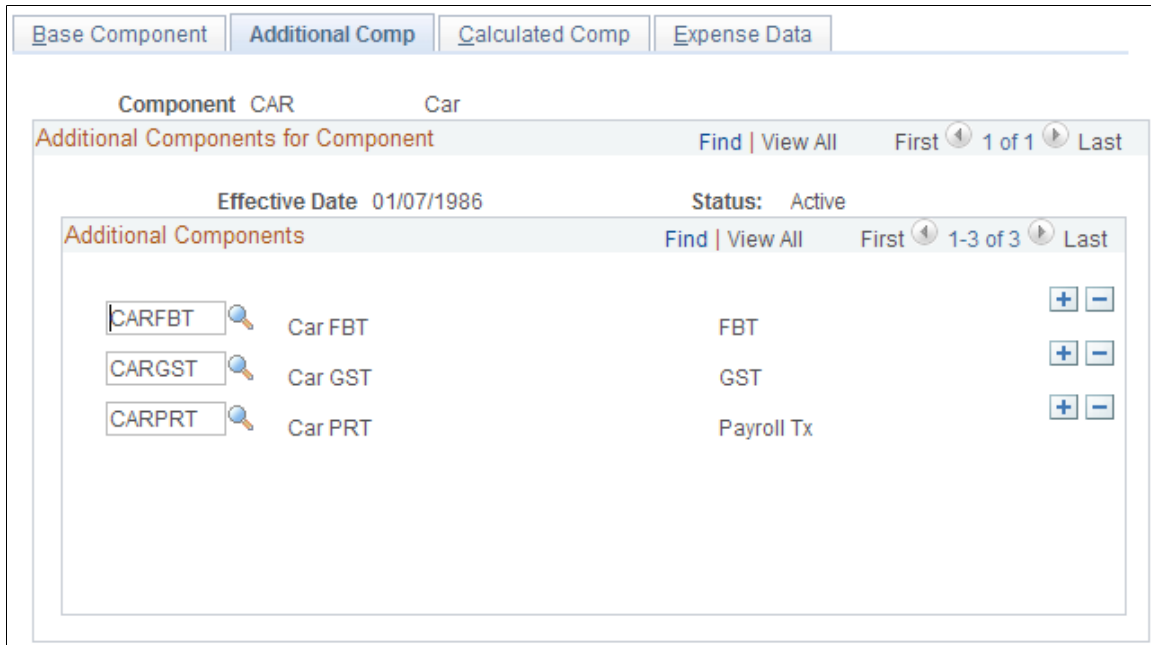 Base Component Additional Comp Calculated Comp Expense Data
Component CAR Car
Additional Components for Component Find | View All First 1 of 1 Last
Effective Date 01/07/1986 Status: Active
Additional Components Find | View All First 1-3 of 3 Last
CARFBT Car FBT FBT
CARGST Car GST GST
CARPRT Car PRT Payroll Tx